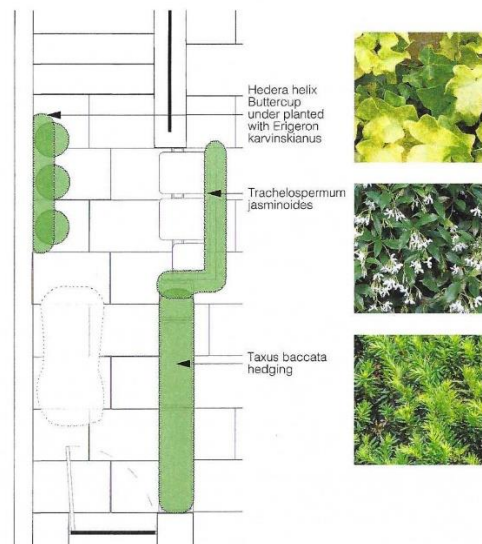 Hedera helix
Buttercup
under planted
with Erigeron
karvinskianus
Trachelospermum
jasminoides
Taxus baccata
hedging